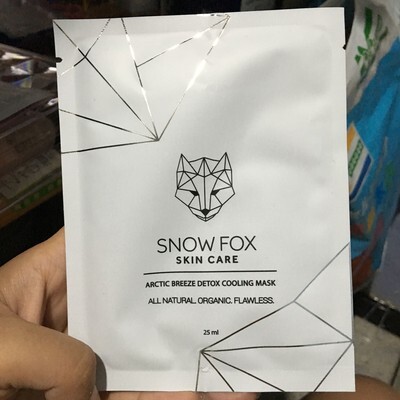 SNOW FOX
SKIN CARE
ARCTIC BREEZE DETOX COOLING MASK
ALL NATURAL. ORGANIC. FLAWLESS.
25 ml